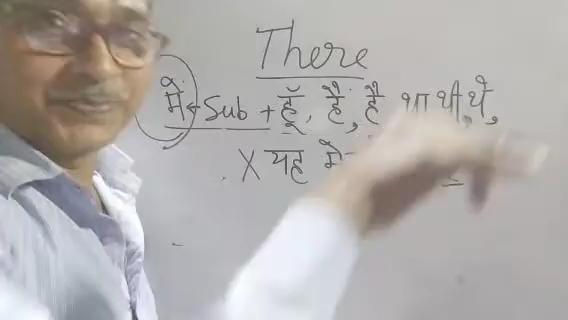 There
में + Sub + हूँ, हैं, है था थी, थे,
X यह